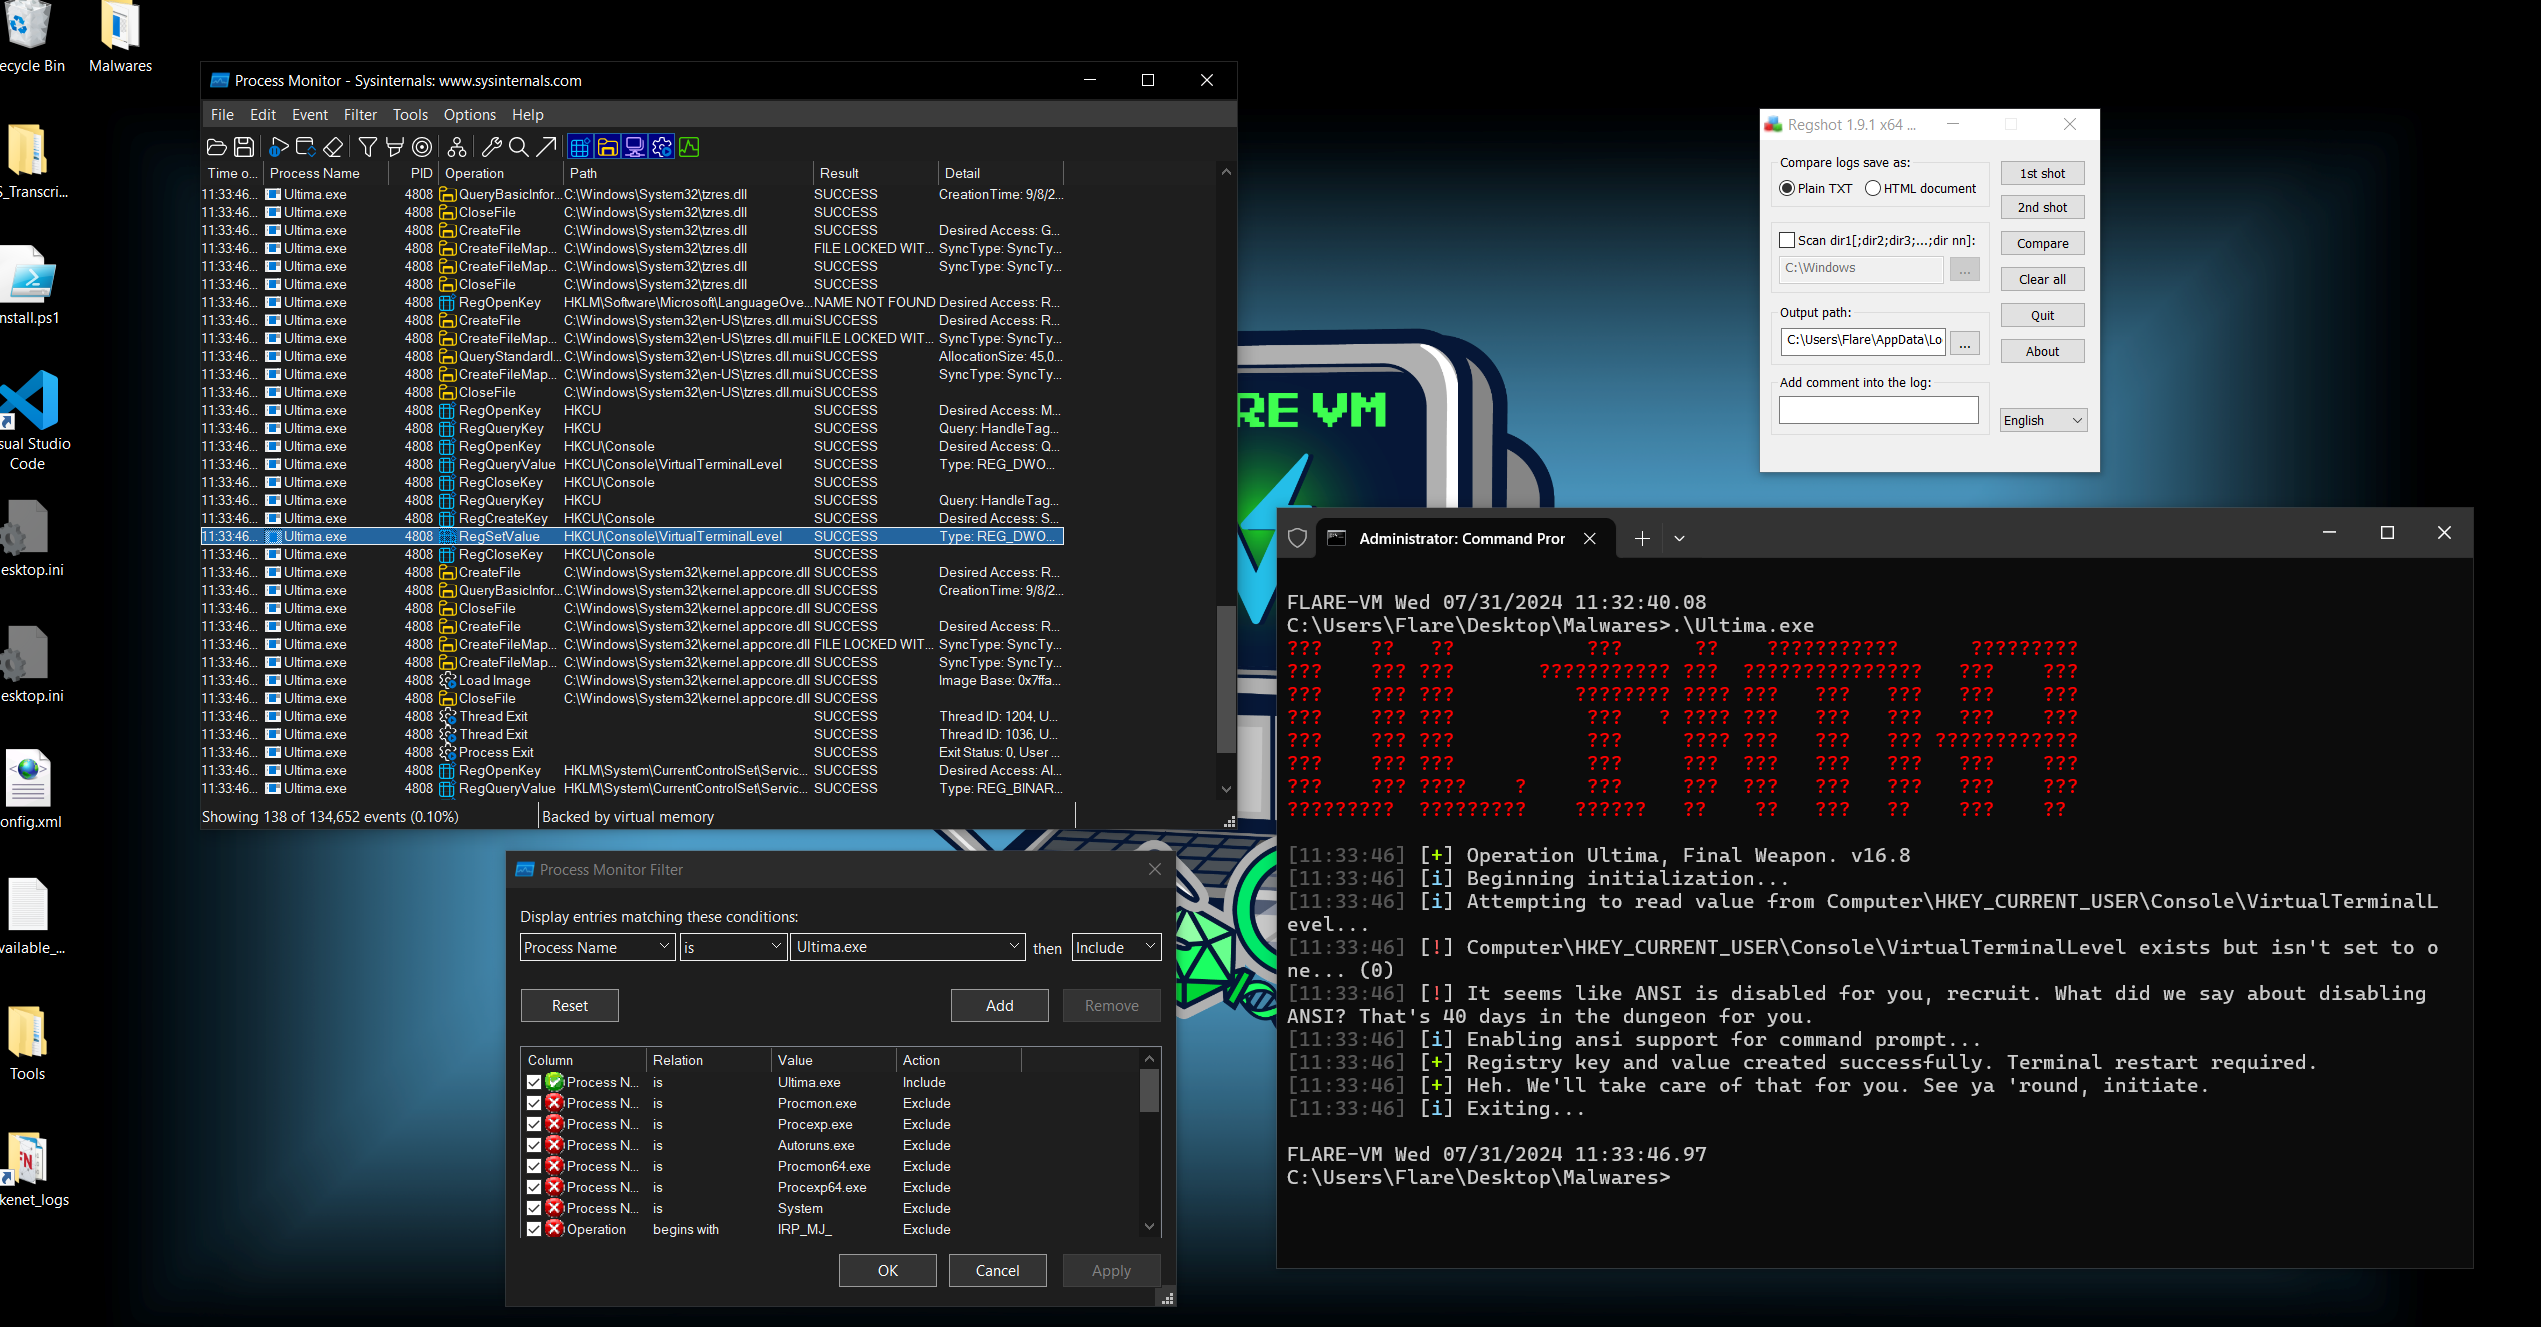 ecycle Bin
Malwares
S_Transcri...
nstall.ps1
sual Studio
Code
esktop.ini
esktop.ini
onfig.xml
vailable_...
Tools
kenet_logs
Process Monitor - Sysinternals: www.sysinternals.com
File Edit Event Filter Tools Options Help
Time o... Process Name PID Operation Path Result Detail
11:33:46... Ultima.exe 4808 QueryBasicInfor... C:\Windows\System32\tzres.dll SUCCESS CreationTime: 9/8/2...
11:33:46... Ultima.exe 4808 CloseFile C:\Windows\System32\tzres.dll SUCCESS
11:33:46... Ultima.exe 4808 CreateFile C:\Windows\System32\tzres.dll SUCCESS Desired Access: G...
11:33:46... Ultima.exe 4808 CreateFileMap... C:\Windows\System32\tzres.dll FILE LOCKED WIT... SyncType: SyncTy...
11:33:46... Ultima.exe 4808 CreateFileMap... C:\Windows\System32\tzres.dll SUCCESS SyncType: SyncTy...
11:33:46... Ultima.exe 4808 CloseFile C:\Windows\System32\tzres.dll SUCCESS
11:33:46... Ultima.exe 4808 RegOpenKey HKLM\Software\Microsoft\LanguageOve... NAME NOT FOUND Desired Access: R...
11:33:46... Ultima.exe 4808 CreateFile C:\Windows\System32\en-US\tzres.dll.mui SUCCESS Desired Access: R...
11:33:46... Ultima.exe 4808 CreateFileMap... C:\Windows\System32\en-US\tzres.dll.mui FILE LOCKED WIT... SyncType: SyncTy...
11:33:46... Ultima.exe 4808 QueryStandardI... C:\Windows\System32\en-US\tzres.dll.mui SUCCESS AllocationSize: 45,0...
11:33:46... Ultima.exe 4808 CreateFileMap... C:\Windows\System32\en-US\tzres.dll.mui SUCCESS SyncType: SyncTy...
11:33:46... Ultima.exe 4808 CloseFile C:\Windows\System32\en-US\tzres.dll.mui SUCCESS
11:33:46... Ultima.exe 4808 RegOpenKey HKCU SUCCESS Desired Access: M...
11:33:46... Ultima.exe 4808 RegQueryKey HKCU SUCCESS Query: HandleTag...
11:33:46... Ultima.exe 4808 RegOpenKey HKCU\Console SUCCESS Desired Access: Q...
11:33:46... Ultima.exe 4808 RegQueryValue HKCU\Console\VirtualTerminalLevel SUCCESS Type: REG_DWO...
11:33:46... Ultima.exe 4808 RegCloseKey HKCU\Console SUCCESS
11:33:46... Ultima.exe 4808 RegQueryKey HKCU SUCCESS Query: HandleTag...
11:33:46... Ultima.exe 4808 RegCreateKey HKCU\Console SUCCESS Desired Access: S...
11:33:46... Ultima.exe 4808 RegSetValue HKCU\Console\VirtualTerminalLevel SUCCESS Type: REG_DWO...
11:33:46... Ultima.exe 4808 RegCloseKey HKCU\Console SUCCESS
11:33:46... Ultima.exe 4808 CreateFile C:\Windows\System32\kernel.appcore.dll SUCCESS Desired Access: R...
11:33:46... Ultima.exe 4808 QueryBasicInfor... C:\Windows\System32\kernel.appcore.dll SUCCESS CreationTime: 9/8/2...
11:33:46... Ultima.exe 4808 CloseFile C:\Windows\System32\kernel.appcore.dll SUCCESS
11:33:46... Ultima.exe 4808 CreateFile C:\Windows\System32\kernel.appcore.dll SUCCESS Desired Access: R...
11:33:46... Ultima.exe 4808 CreateFileMap... C:\Windows\System32\kernel.appcore.dll FILE LOCKED WIT... SyncType: SyncTy...
11:33:46... Ultima.exe 4808 CreateFileMap... C:\Windows\System32\kernel.appcore.dll SUCCESS SyncType: SyncTy...
11:33:46... Ultima.exe 4808 Load Image C:\Windows\System32\kernel.appcore.dll SUCCESS Image Base: 0x7ffa...
11:33:46... Ultima.exe 4808 CloseFile C:\Windows\System32\kernel.appcore.dll SUCCESS
11:33:46... Ultima.exe 4808 Thread Exit SUCCESS Thread ID: 1204, U...
11:33:46... Ultima.exe 4808 Thread Exit SUCCESS Thread ID: 1036, U...
11:33:46... Ultima.exe 4808 Process Exit SUCCESS Exit Status: 0, User ...
11:33:46... Ultima.exe 4808 RegOpenKey HKLM\System\CurrentControlSet\Servic... SUCCESS Desired Access: Al...
11:33:46... Ultima.exe 4808 RegQueryValue HKLM\System\CurrentControlSet\Servic... SUCCESS Type: REG_BINAR...
Showing 138 of 134,652 events (0.10%) Backed by virtual memory
RE VM
Regshot 1.9.1 x64 ...
Compare logs save as:
Plain TXT HTML document
Scan dir1[;dir2;dir3;...;dir nn]:
C:\Windows ...
Output path:
C:\Users\Flare\AppData\Lo ...
Add comment into the log:
1st shot
2nd shot
Compare
Clear all
Quit
About
English
Process Monitor Filter
Display entries matching these conditions:
Process Name is Ultima.exe then Include
Reset Add Remove
Column Relation Value Action
Process N... is Ultima.exe Include
Process N... is Procmon.exe Exclude
Process N... is Procexp.exe Exclude
Process N... is Autoruns.exe Exclude
Process N... is Procmon64.exe Exclude
Process N... is Procexp64.exe Exclude
Process N... is System Exclude
Operation begins with IRP_MJ_ Exclude
OK Cancel Apply
Administrator: Command Pror
FLARE-VM Wed 07/31/2024 11:32:40.08
C:\Users\Flare\Desktop\Malwares>.\Ultima.exe
???    ??   ??           ???      ??    ???????????      ?????????
???    ??? ???       ??????????? ???  ???????????????   ???    ???
???    ??? ???          ???????? ???? ???   ???   ???   ???    ???
???    ??? ???           ???   ? ???? ???   ???   ???   ???    ???
???    ??? ???           ???     ???? ???   ???   ??? ????????????
???    ??? ???           ???     ???  ???   ???   ???   ???    ???
???    ??? ????    ?     ???     ???  ???   ???   ???   ???    ???
?????????  ?????????    ??????   ??    ??   ???   ??    ???    ??
[11:33:46] [+] Operation Ultima, Final Weapon. v16.8
[11:33:46] [i] Beginning initialization...
[11:33:46] [i] Attempting to read value from Computer\HKEY_CURRENT_USER\Console\VirtualTerminalL
evel...
[11:33:46] [!] Computer\HKEY_CURRENT_USER\Console\VirtualTerminalLevel exists but isn't set to o
ne... (0)
[11:33:46] [!] It seems like ANSI is disabled for you, recruit. What did we say about disabling
ANSI? That's 40 days in the dungeon for you.
[11:33:46] [i] Enabling ansi support for command prompt...
[11:33:46] [+] Registry key and value created successfully. Terminal restart required.
[11:33:46] [+] Heh. We'll take care of that for you. See ya 'round, initiate.
[11:33:46] [i] Exiting...
FLARE-VM Wed 07/31/2024 11:33:46.97
C:\Users\Flare\Desktop\Malwares>